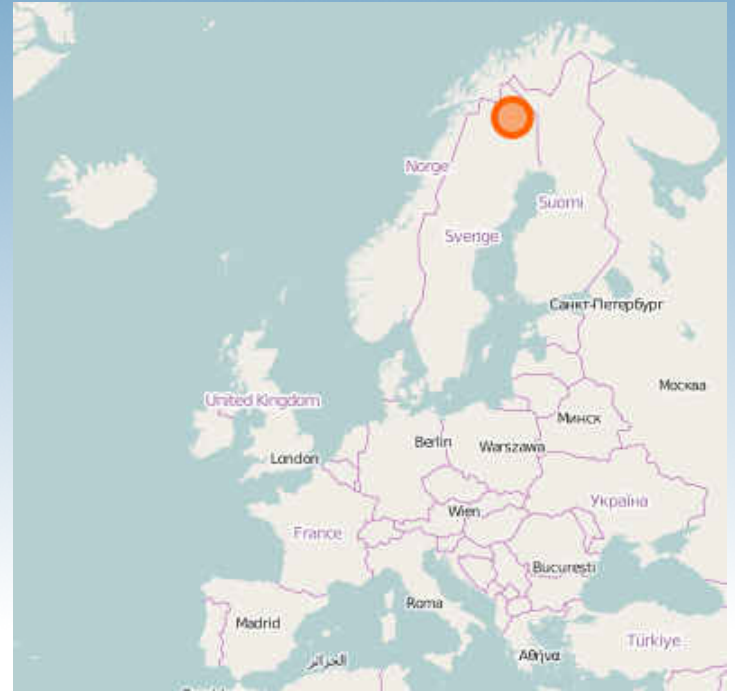 Norge
Suomi
Sverige
Санкт-Петербург
Москва
United Kingdom
Минск
Berlin
Warszawa
London
Україна
Wien
France
București
Roma
Madrid
Türkiye
Αθήνα
الجزائر